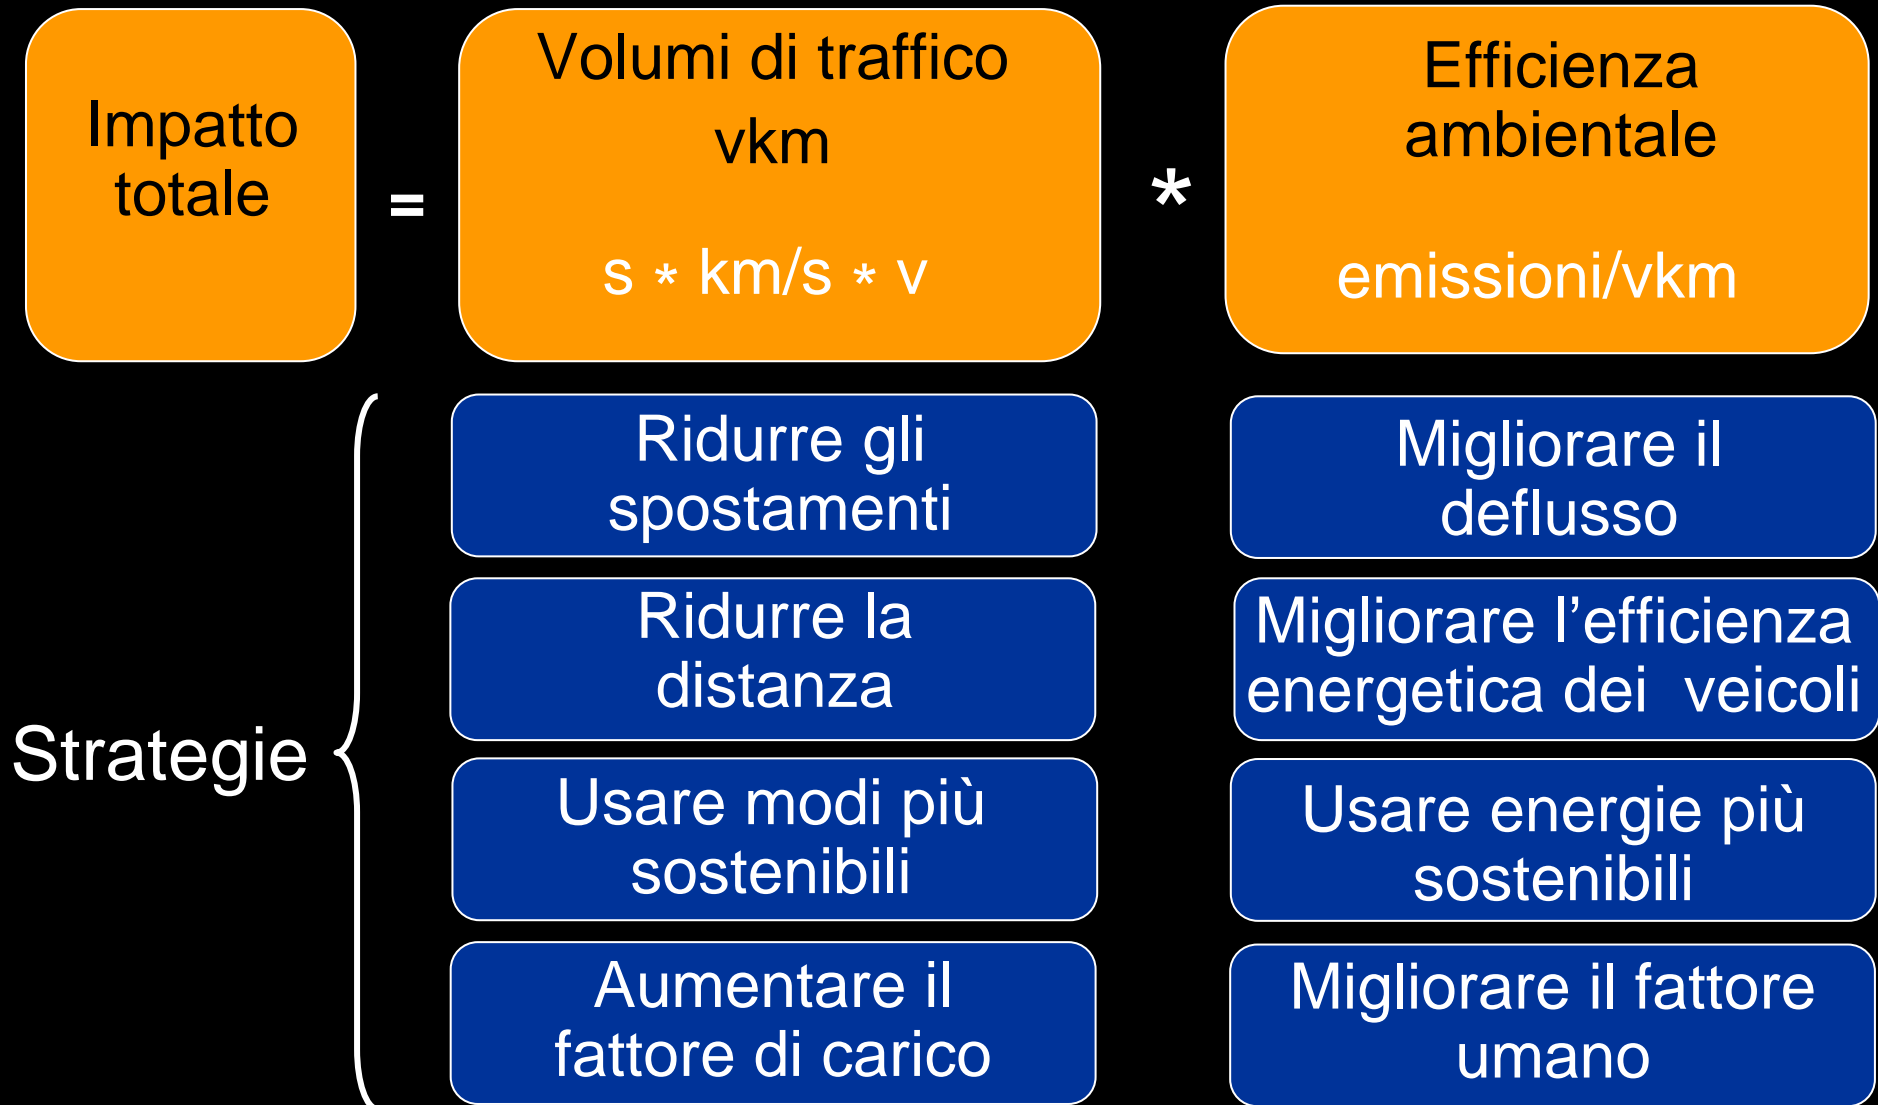 Impatto
totale
=
Volumi di traffico
vkm
s * km/s * v
*
Efficienza
ambientale
emissioni/vkm
Strategie
Ridurre gli
spostamenti
Migliorare il
deflusso
Ridurre la
distanza
Migliorare l’efficienza
energetica dei  veicoli
Usare modi più
sostenibili
Usare energie più
sostenibili
Aumentare il
fattore di carico
Migliorare il fattore
umano